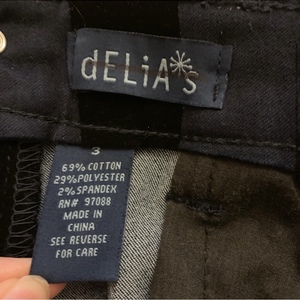 dELiA*s
3
69% COTTON
29% POLYESTER
2% SPANDEX
RN# 97088
MADE IN
CHINA
SEE REVERSE
FOR CARE